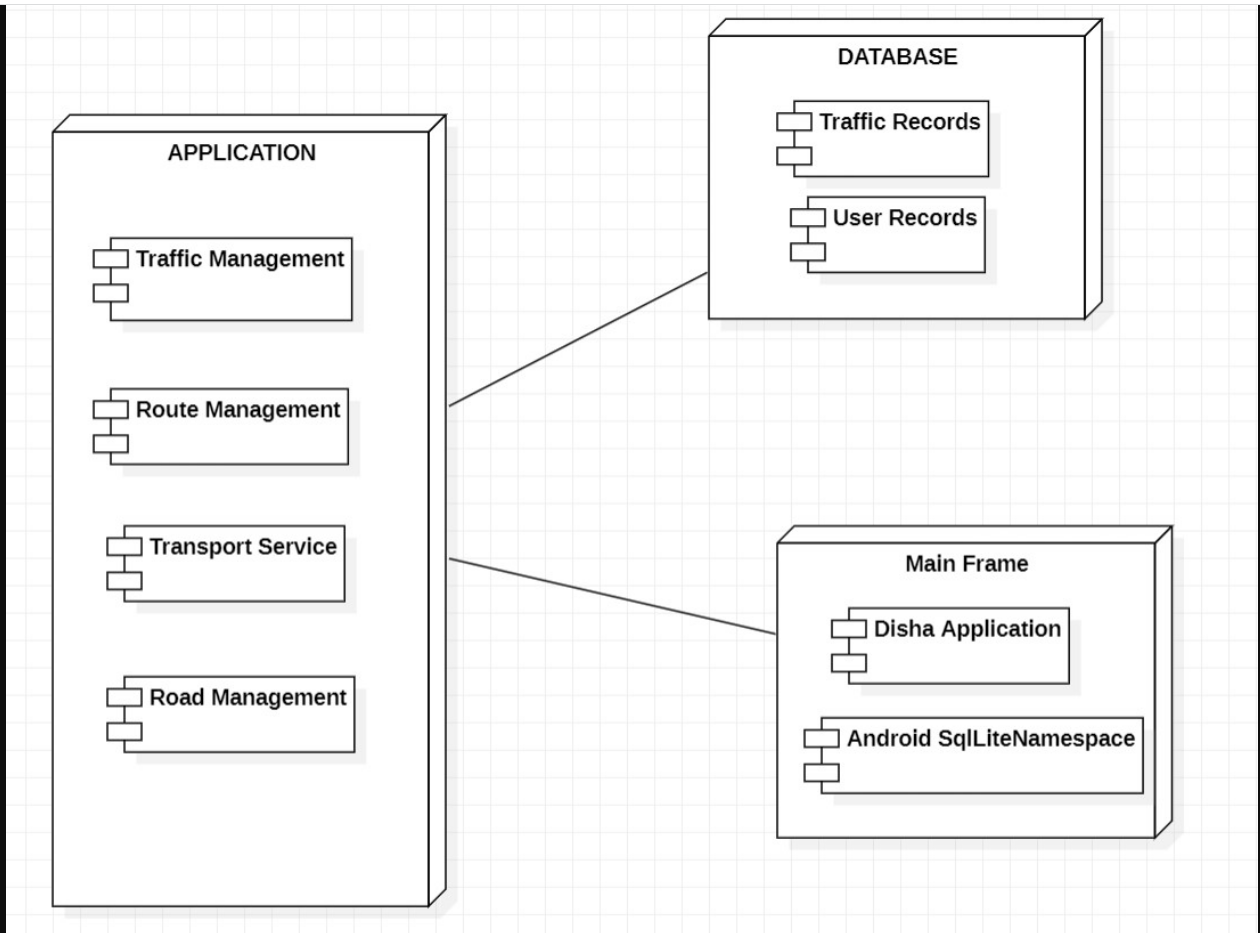 APPLICATION
Traffic Management
Route Management
Transport Service
Road Management
DATABASE
Traffic Records
User Records
Main Frame
Disha Application
Android SqlLiteNamespace